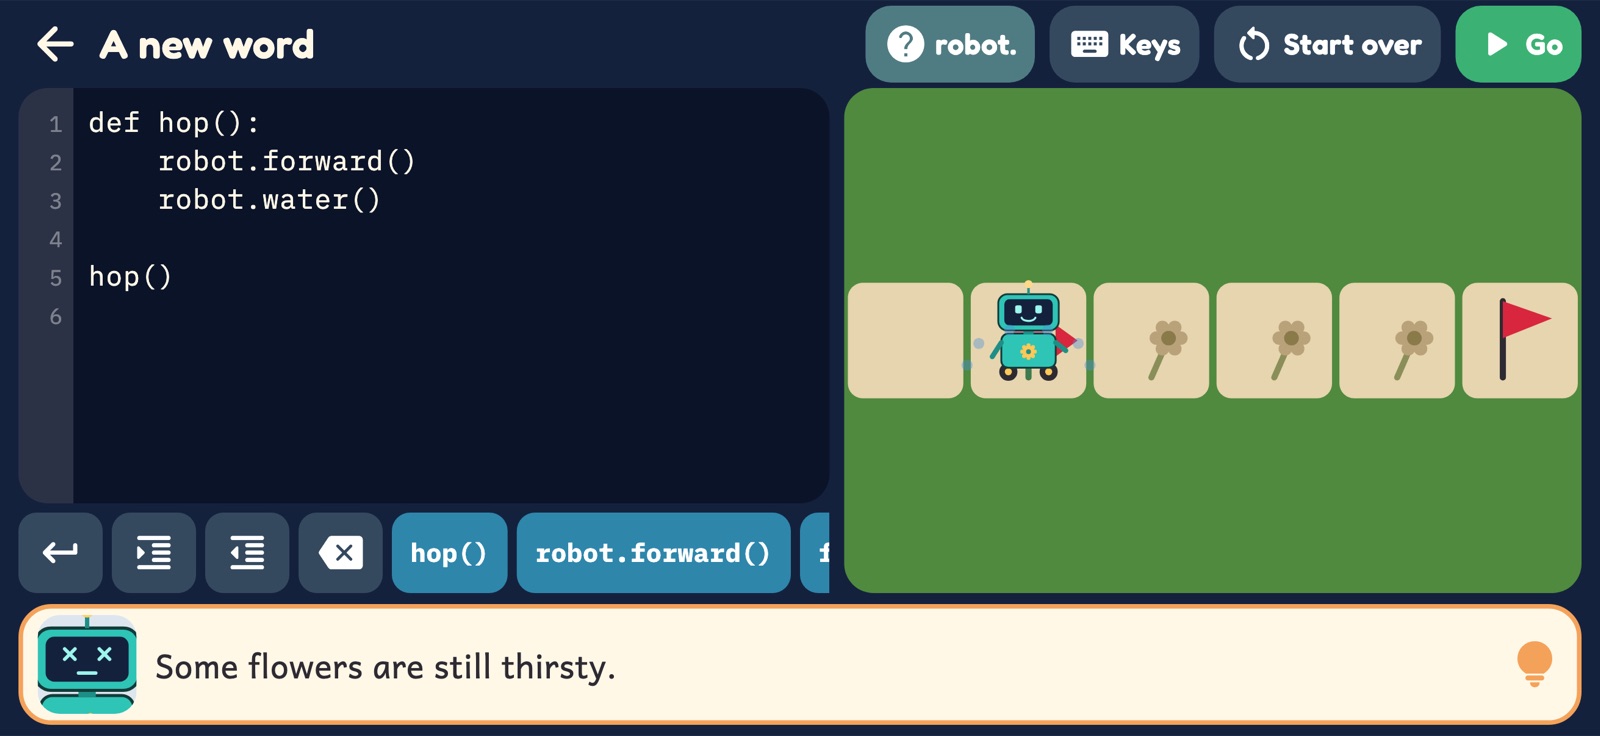 A new word
robot.
Keys
Start over
Go
1 def hop():
2     robot.forward()
3     robot.water()
4
5 hop()
6
hop()
robot.forward()
Some flowers are still thirsty.